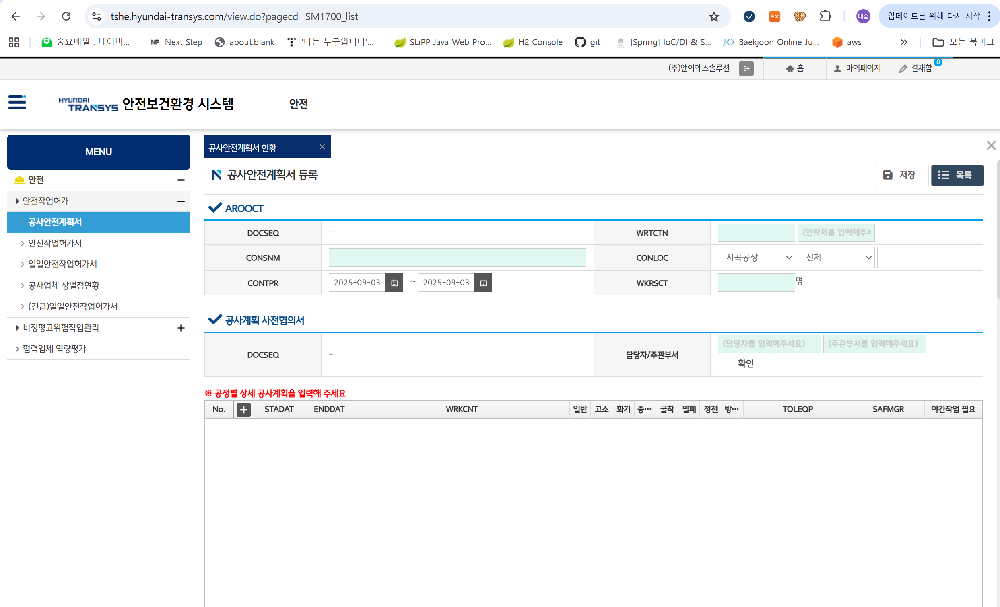 tshe.hyundai-transys.com/view.do?pagecd=SM1700_list
EX
대숲
업데이트를 위해 다시 시작
중요메일 : 네이버...
NP Next Step
about:blank
'나는 누구입니다'...
SLiPP Java Web Pro...
H2 Console
git
[Spring] IoC/DI & S...
Baekjoon Online Ju...
aws
모든 북마크
(주)앤이에스솔루션
홈
마이페이지
결재함 0
HYUNDAI TRANSYS 안전보건환경 시스템
안전
MENU
안전
안전작업허가
공사안전계획서
안전작업허가서
일일안전작업허가서
공사업체 상벌점현황
(긴급)일일안전작업허가서
비정형고위험작업관리
협력업체 역량평가
공사안전계획서 현황
공사안전계획서 등록
저장
목록
AROOCT
DOCSEQ -
WRTCTN (연락처를 입력해주ㅅ
CONSNM
CONLOC 지곡공장 전체
CONTPR 2025-09-03 ~ 2025-09-03
WKRSCT 명
공사계획 사전협의서
DOCSEQ -
담당자/주관부서 (담당자를 입력해주세요) (주관부서를 입력해주세요)
확인
※ 공정별 상세 공사계획을 입력해 주세요
No. + STADAT ENDDAT WRKCNT 일반 고소 화기 중... 굴착 밀폐 정전 방... TOLEQP SAFMGR 야간작업 필요